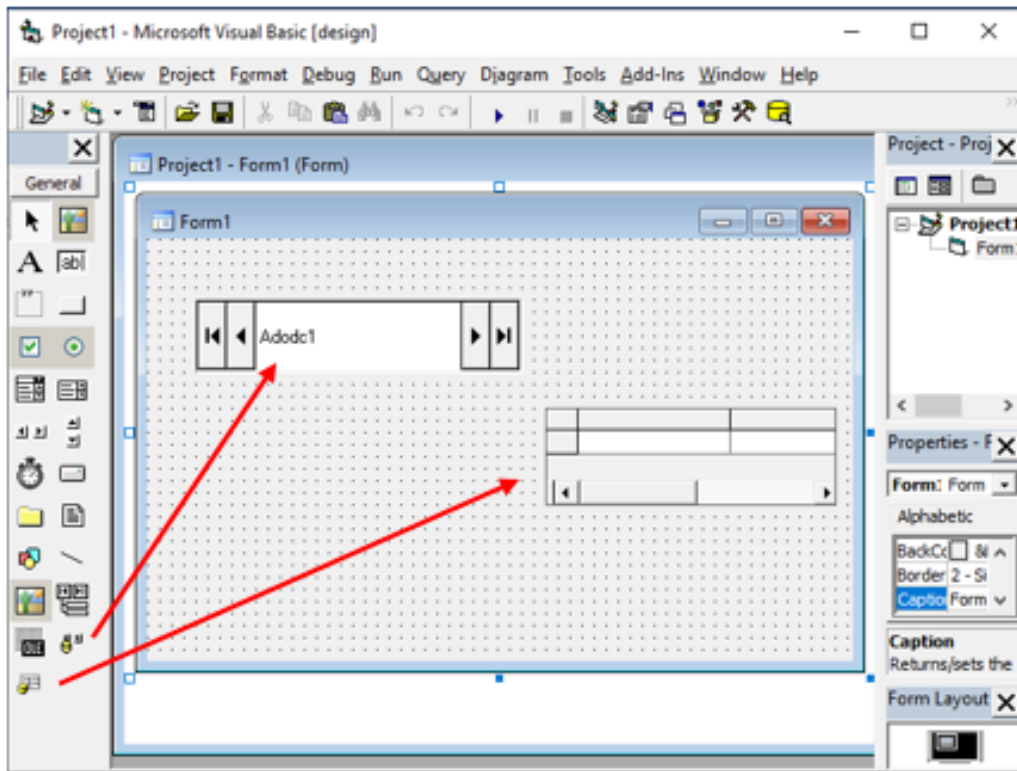 Project1 - Microsoft Visual Basic [design]
File Edit View Project Format Debug Run Query Diagram Tools Add-Ins Window Help
General
Project1 - Form1 (Form)
Form1
A
abl
Adodc1
OLE
Project - Proj
Project1
Form
Properties - F
Form: Form
Alphabetic
BackCo &
Border 2 - Si
Captio Form
Caption
Returns/sets the
Form Layout